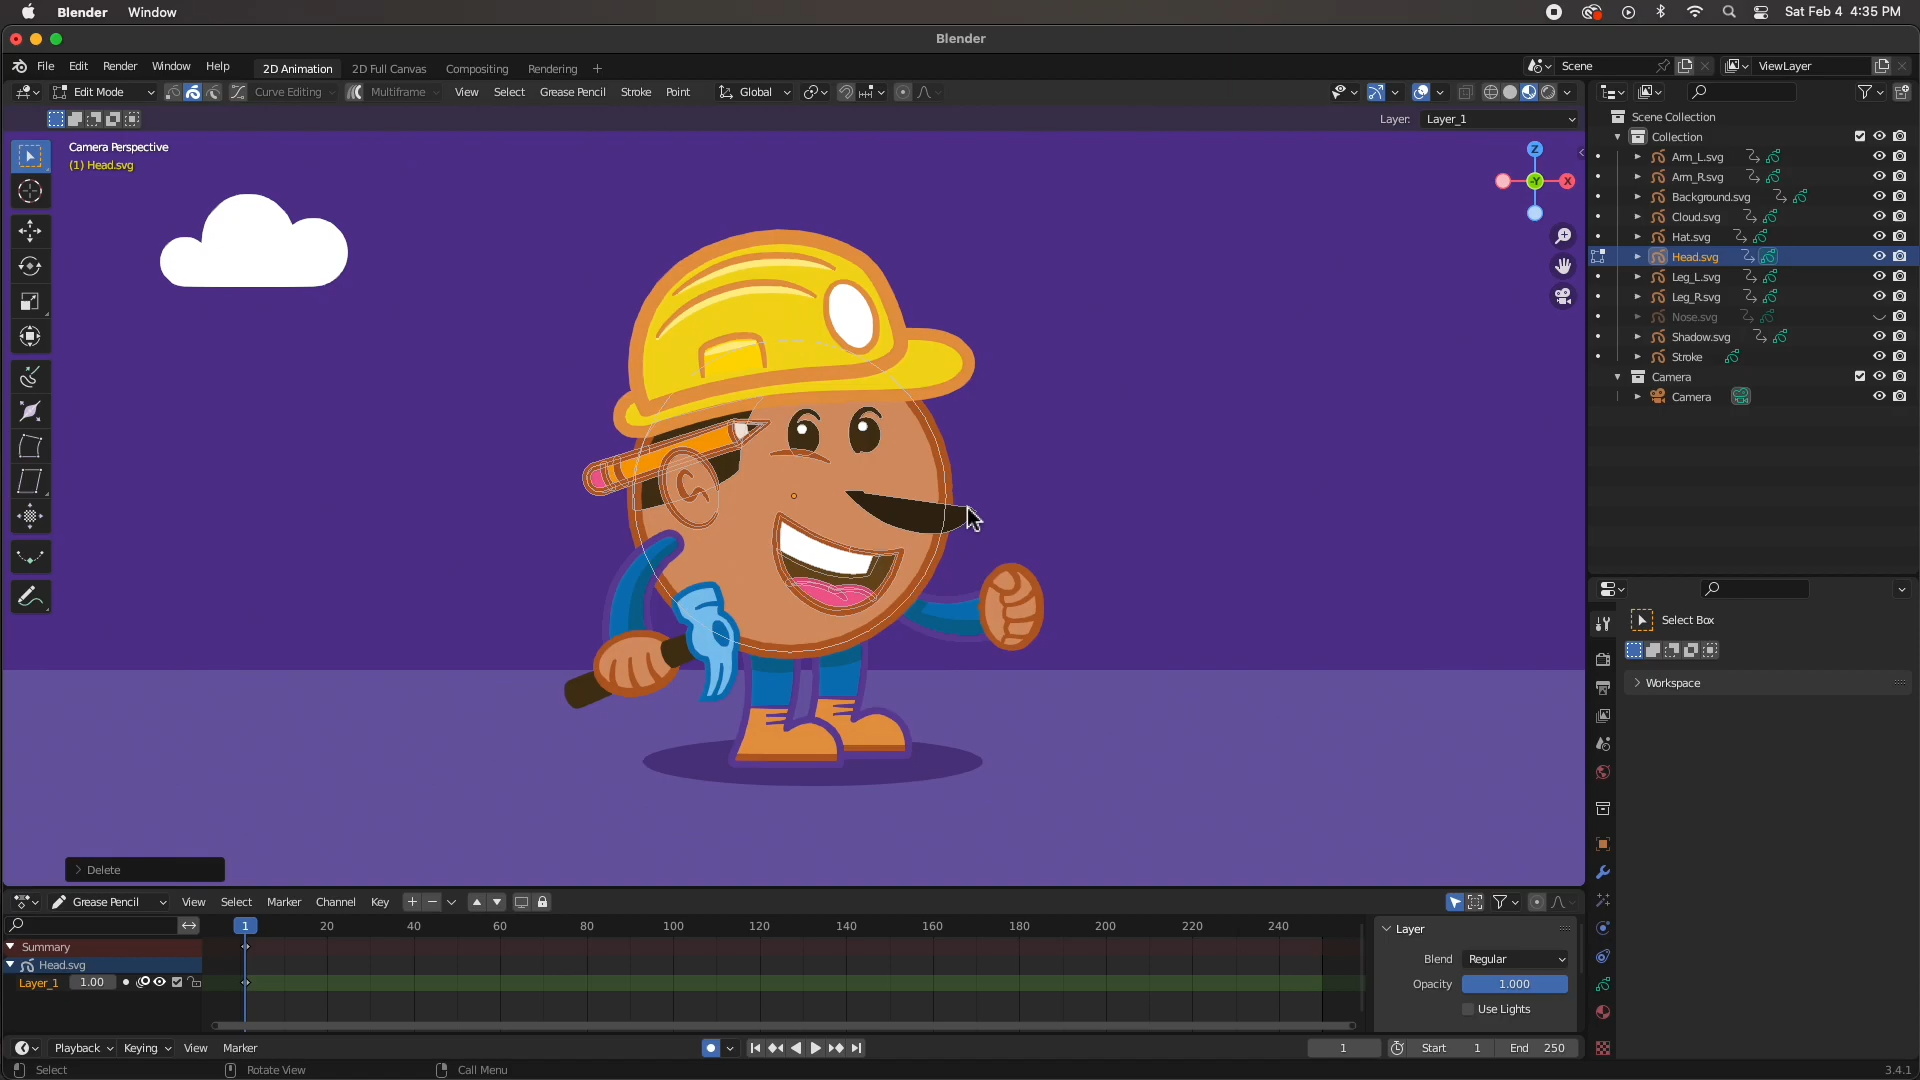 Blender Window Sat Feb 4 4:35 PM
Blender
File Edit Render Window Help 2D Animation 2D Full Canvas Compositing Rendering + Scene ViewLayer
Edit Mode Curve Editing Multiframe View Select Grease Pencil Stroke Point Global
Layer: Layer_1
Camera Perspective
(1) Head.svg
Z
-Y
X
Scene Collection
Collection
Arm_L.svg
Arm_R.svg
Background.svg
Cloud.svg
Hat.svg
Head.svg
Leg_L.svg
Leg_R.svg
Nose.svg
Shadow.svg
Stroke
Camera
Camera
Select Box
Workspace
Delete
Grease Pencil View Select Marker Channel Key
1 20 40 60 80 100 120 140 160 180 200 220 240
Summary
Head.svg
Layer_1 1.00
Layer
Blend Regular
Opacity 1.000
Use Lights
Playback Keying View Marker 1 Start 1 End 250
Select Rotate View Call Menu 3.4.1